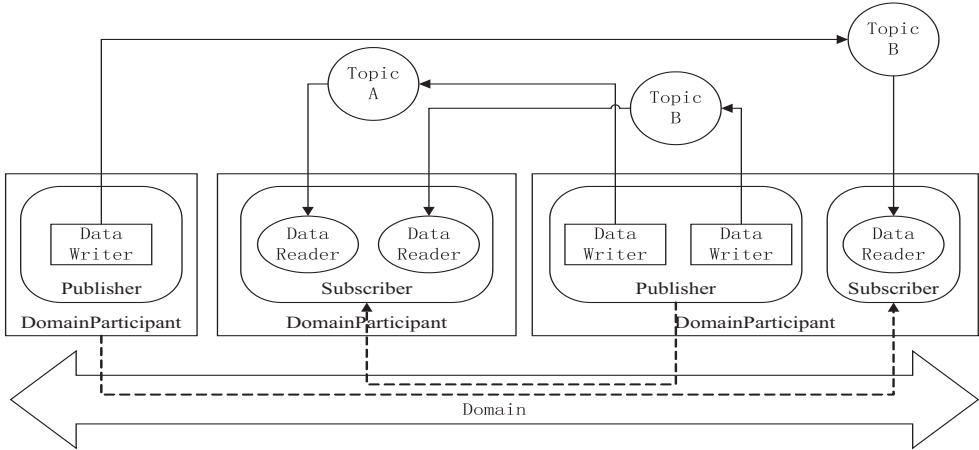 Topic
B
Topic
A
Topic
B
Data
Writer
Publisher
DomainParticipant
Data
Reader
Data
Reader
Subscriber
DomainParticipant
Data
Writer
Data
Writer
Publisher
Data
Reader
Subscriber
DomainParticipant
Domain